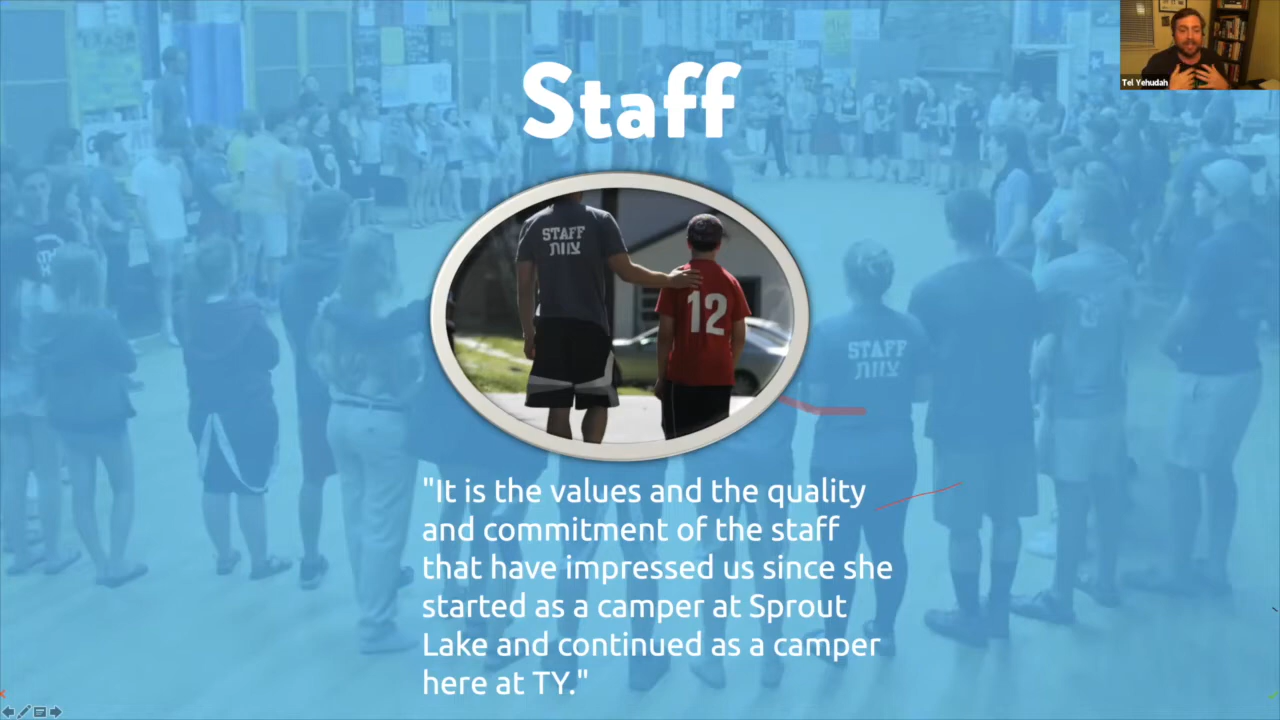 Tel Yehudah
Staff
STAFF
צוות
12
STAFF
צוות
"It is the values and the quality
and commitment of the staff
that have impressed us since she
started as a camper at Sprout
Lake and continued as a camper
here at TY."